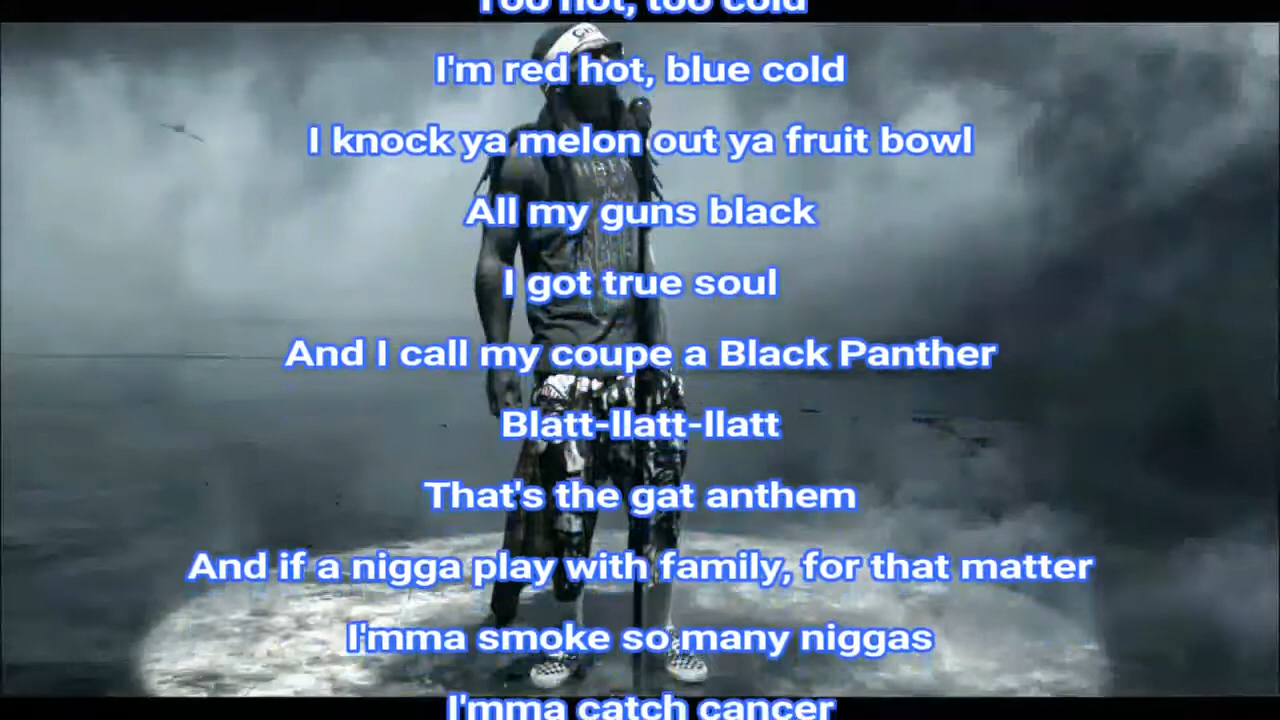 Too hot, too cold
I'm red hot, blue cold
I knock ya melon out ya fruit bowl
All my guns black
I got true soul
And I call my coupe a Black Panther
Blatt-llatt-llatt
That's the gat anthem
And if a nigga play with family, for that matter
I'mma smoke so many niggas
I'mma catch cancer